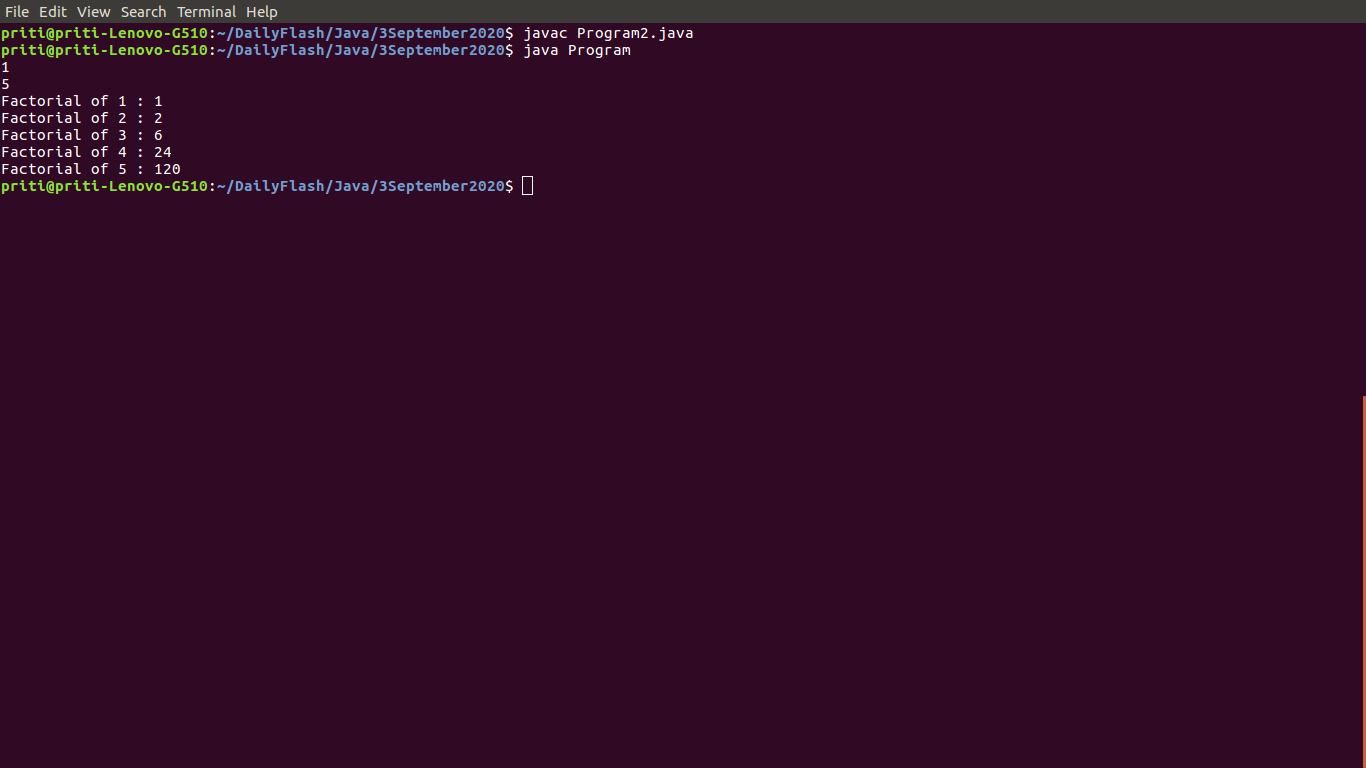 File Edit View Search Terminal Help
priti@priti-Lenovo-G510:~/DailyFlash/Java/3September2020$ javac Program2.java
priti@priti-Lenovo-G510:~/DailyFlash/Java/3September2020$ java Program
1
5
Factorial of 1 : 1
Factorial of 2 : 2
Factorial of 3 : 6
Factorial of 4 : 24
Factorial of 5 : 120
priti@priti-Lenovo-G510:~/DailyFlash/Java/3September2020$